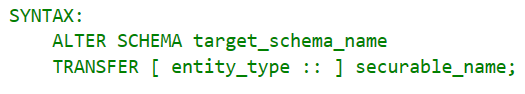 SYNTAX:
ALTER SCHEMA target_schema_name
TRANSFER [ entity_type :: ] securable_name;